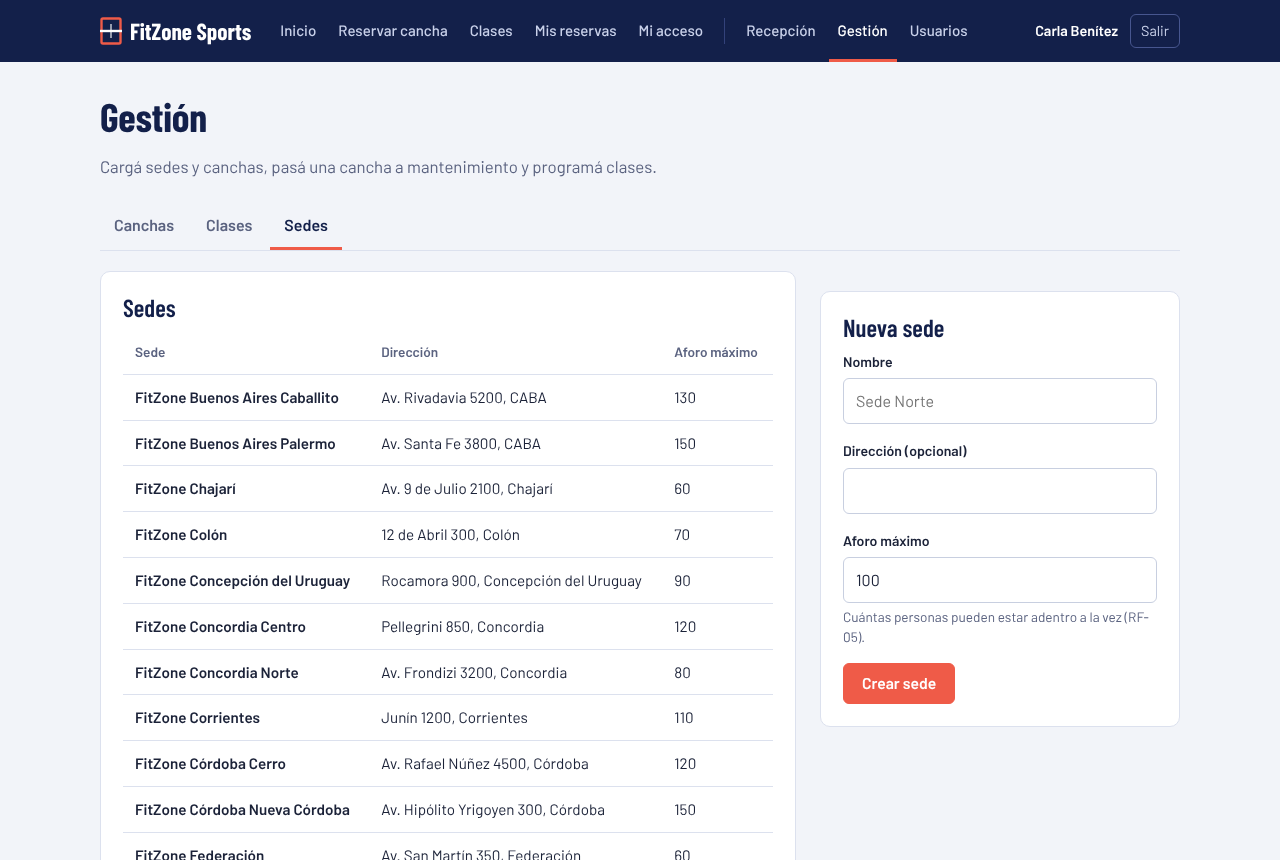 FitZone Sports
Inicio
Reservar cancha
Clases
Mis reservas
Mi acceso
Recepción
Gestión
Usuarios
Carla Benítez
Salir
Gestión
Cargá sedes y canchas, pasá una cancha a mantenimiento y programá clases.
Canchas
Clases
Sedes
Sedes
Sede Dirección Aforo máximo
FitZone Buenos Aires Caballito Av. Rivadavia 5200, CABA 130
FitZone Buenos Aires Palermo Av. Santa Fe 3800, CABA 150
FitZone Chajarí Av. 9 de Julio 2100, Chajarí 60
FitZone Colón 12 de Abril 300, Colón 70
FitZone Concepción del Uruguay Rocamora 900, Concepción del Uruguay 90
FitZone Concordia Centro Pellegrini 850, Concordia 120
FitZone Concordia Norte Av. Frondizi 3200, Concordia 80
FitZone Corrientes Junín 1200, Corrientes 110
FitZone Córdoba Cerro Av. Rafael Núñez 4500, Córdoba 120
FitZone Córdoba Nueva Córdoba Av. Hipólito Yrigoyen 300, Córdoba 150
FitZone Federación Av. San Martín 350, Federación 60
Nueva sede
Nombre
Sede Norte
Dirección (opcional)
Aforo máximo
100
Cuántas personas pueden estar adentro a la vez (RF-
05).
Crear sede